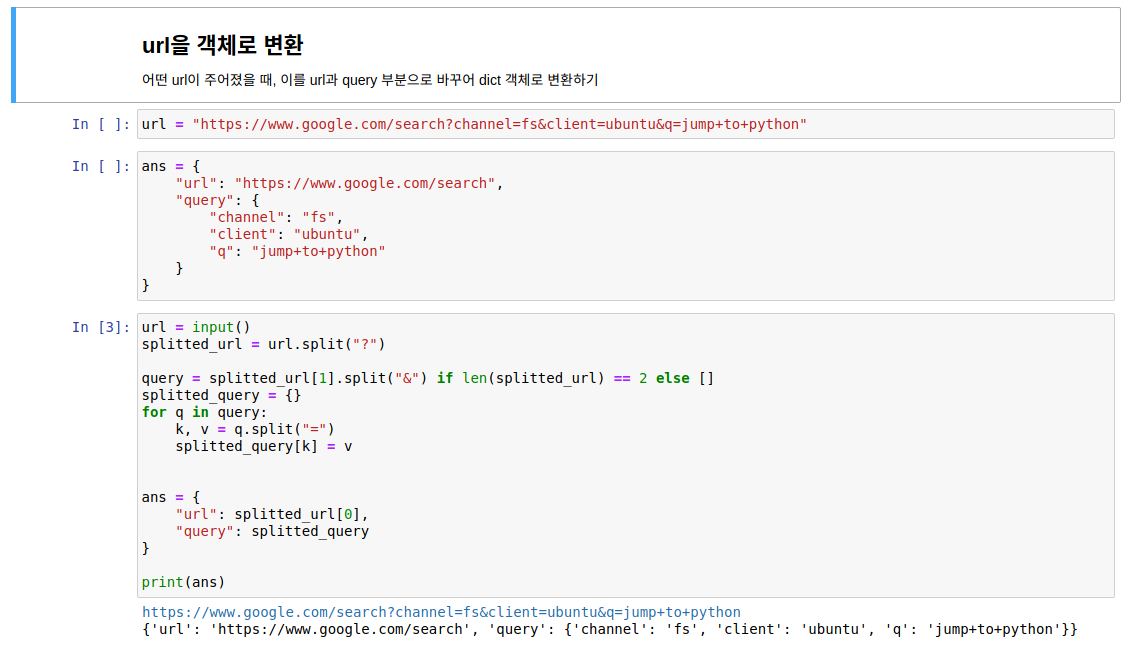 url을 객체로 변환
어떤 url이 주어졌을 때, 이를 url과 query 부분으로 바꾸어 dict 객체로 변환하기
In [ ]: url = "https://www.google.com/search?channel=fs&client=ubuntu&q=jump+to+python"
In [ ]: ans = {
    "url": "https://www.google.com/search",
    "query": {
        "channel": "fs",
        "client": "ubuntu",
        "q": "jump+to+python"
    }
}
In [3]: url = input()
splitted_url = url.split("?")
query = splitted_url[1].split("&") if len(splitted_url) == 2 else []
splitted_query = {}
for q in query:
    k, v = q.split("=")
    splitted_query[k] = v
ans = {
    "url": splitted_url[0],
    "query": splitted_query
}
print(ans)
https://www.google.com/search?channel=fs&client=ubuntu&q=jump+to+python
{'url': 'https://www.google.com/search', 'query': {'channel': 'fs', 'client': 'ubuntu', 'q': 'jump+to+python'}}